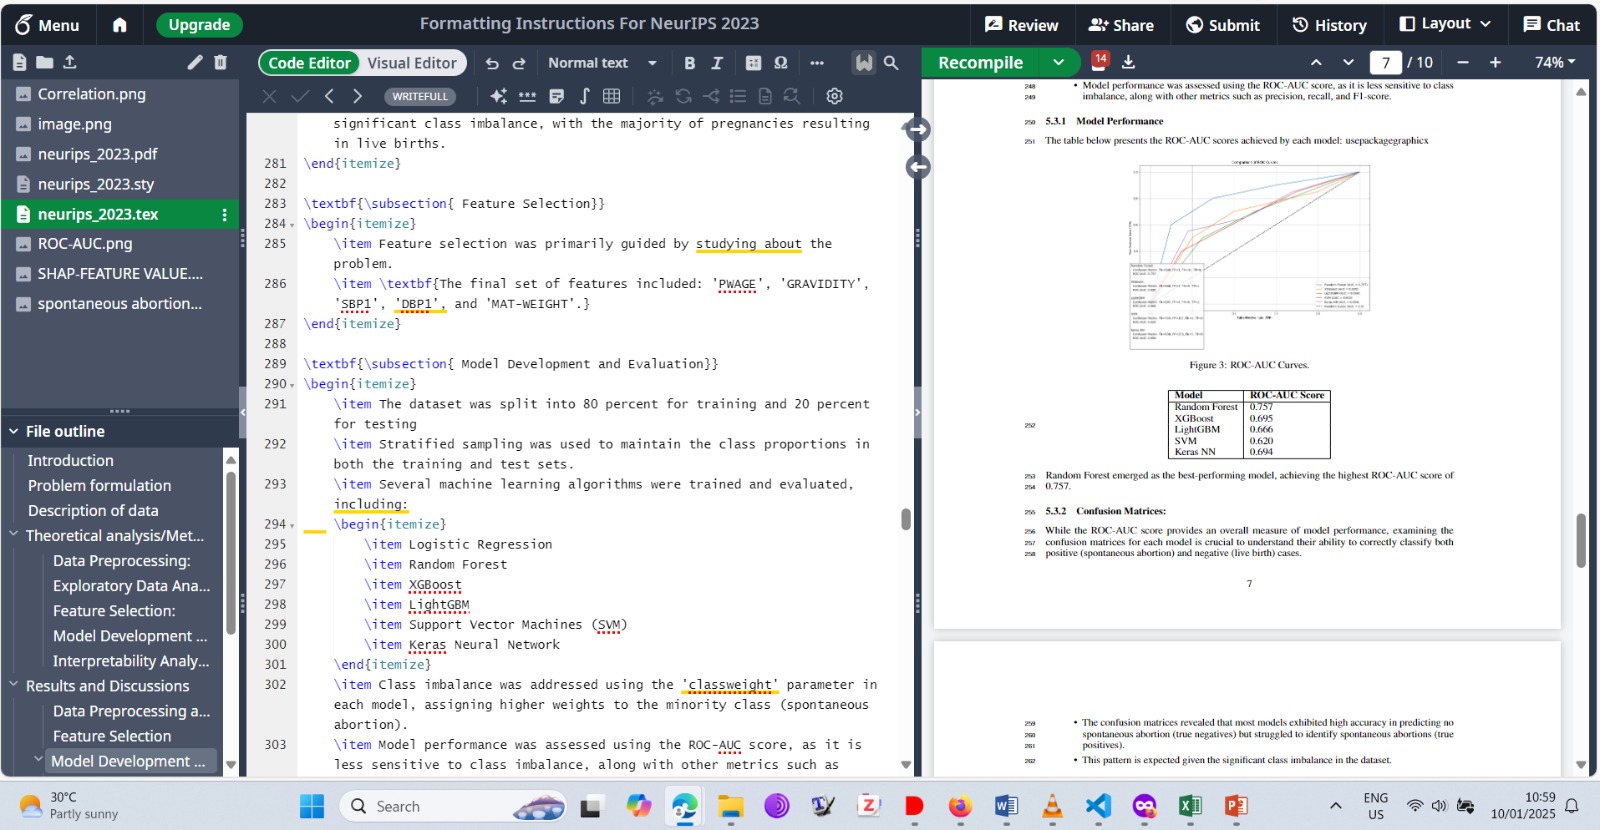 Menu
Upgrade
Formatting Instructions For NeurIPS 2023
Review
Share
Submit
History
Layout
Chat
Code Editor
Visual Editor
Normal text
B
I
Ω
Recompile
14
7 / 10
74%
WRITEFULL
Correlation.png
image.png
neurips_2023.pdf
neurips_2023.sty
neurips_2023.tex
ROC-AUC.png
SHAP-FEATURE VALUE....
spontaneous abortion...
File outline
Introduction
Problem formulation
Description of data
Theoretical analysis/Met...
Data Preprocessing:
Exploratory Data Ana...
Feature Selection:
Model Development ...
Interpretability Analy...
Results and Discussions
Data Preprocessing a...
Feature Selection
Model Development ...
significant class imbalance, with the majority of pregnancies resulting
in live births.
281 \end{itemize}
282
283 \textbf{\subsection{ Feature Selection}}
284 \begin{itemize}
285 \item Feature selection was primarily guided by studying about the
problem.
286 \item \textbf{The final set of features included: 'PWAGE', 'GRAVIDITY',
'SBP1', 'DBP1', and 'MAT-WEIGHT'.}
287 \end{itemize}
288
289 \textbf{\subsection{ Model Development and Evaluation}}
290 \begin{itemize}
291 \item The dataset was split into 80 percent for training and 20 percent
for testing
292 \item Stratified sampling was used to maintain the class proportions in
both the training and test sets.
293 \item Several machine learning algorithms were trained and evaluated,
including:
294 \begin{itemize}
295 \item Logistic Regression
296 \item Random Forest
297 \item XGBoost
298 \item LightGBM
299 \item Support Vector Machines (SVM)
300 \item Keras Neural Network
301 \end{itemize}
302 \item Class imbalance was addressed using the 'classweight' parameter in
each model, assigning higher weights to the minority class (spontaneous
abortion).
303 \item Model performance was assessed using the ROC-AUC score, as it is
less sensitive to class imbalance, along with other metrics such as
248 • Model performance was assessed using the ROC-AUC score, as it is less sensitive to class
249 imbalance, along with other metrics such as precision, recall, and F1-score.
250 5.3.1 Model Performance
251 The table below presents the ROC-AUC scores achieved by each model: usepackagegraphicx
Figure 3: ROC-AUC Curves.
Model ROC-AUC Score
Random Forest 0.757
XGBoost 0.695
252 LightGBM 0.666
SVM 0.620
Keras NN 0.694
253 Random Forest emerged as the best-performing model, achieving the highest ROC-AUC score of
254 0.757.
255 5.3.2 Confusion Matrices:
256 While the ROC-AUC score provides an overall measure of model performance, examining the
257 confusion matrices for each model is crucial to understand their ability to correctly classify both
258 positive (spontaneous abortion) and negative (live birth) cases.
7
259 • The confusion matrices revealed that most models exhibited high accuracy in predicting no
260 spontaneous abortion (true negatives) but struggled to identify spontaneous abortions (true
261 positives).
262 • This pattern is expected given the significant class imbalance in the dataset.
30°C
Partly sunny
Search
ENG
US
10:59
10/01/2025